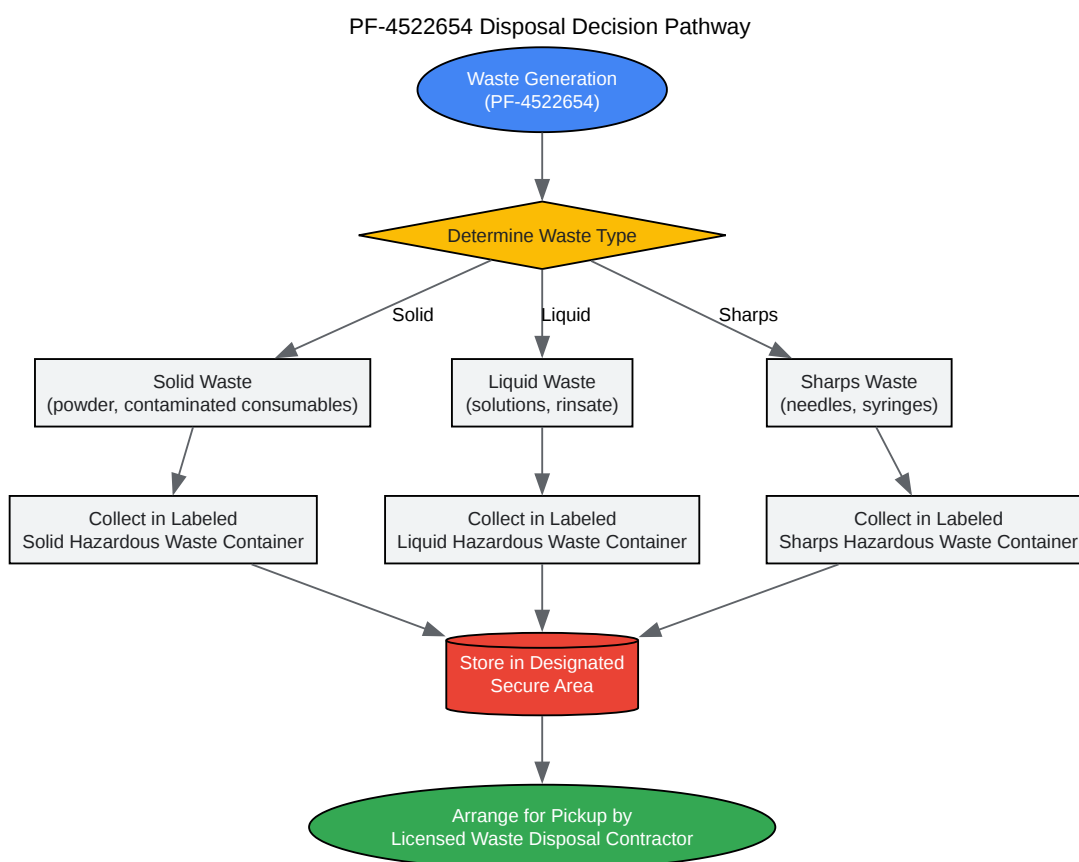 PF-4522654 Disposal Decision Pathway
Waste Generation
(PF-4522654)
Determine Waste Type
Solid
Liquid
Sharps
Solid Waste
(powder, contaminated consumables)
Liquid Waste
(solutions, rinsate)
Sharps Waste
(needles, syringes)
Collect in Labeled
Solid Hazardous Waste Container
Collect in Labeled
Liquid Hazardous Waste Container
Collect in Labeled
Sharps Hazardous Waste Container
Store in Designated
Secure Area
Arrange for Pickup by
Licensed Waste Disposal Contractor